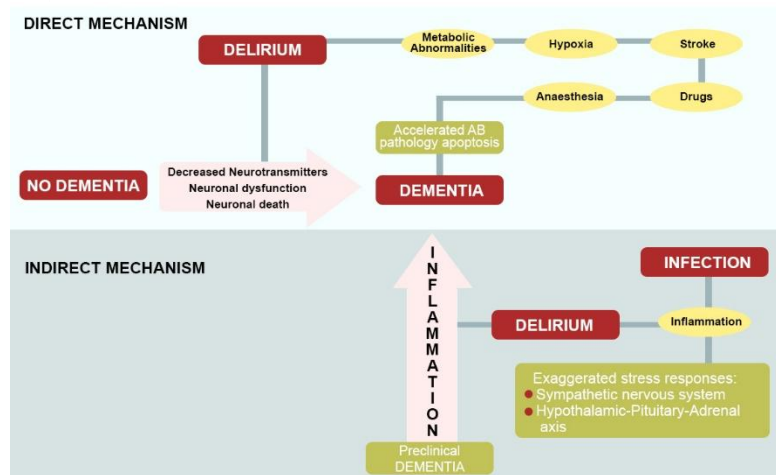 DIRECT MECHANISM
DELIRIUM
Metabolic
Abnormalities
Hypoxia
Stroke
Anaesthesia
Drugs
Accelerated AB
pathology apoptosis
NO DEMENTIA
Decreased Neurotransmitters
Neuronal dysfunction
Neuronal death
DEMENTIA
INDIRECT MECHANISM
INFLAMMATION
INFECTION
DELIRIUM
Inflammation
Exaggerated stress responses:
Sympathetic nervous system
Hypothalamic-Pituitary-Adrenal
axis
Preclinical
DEMENTIA